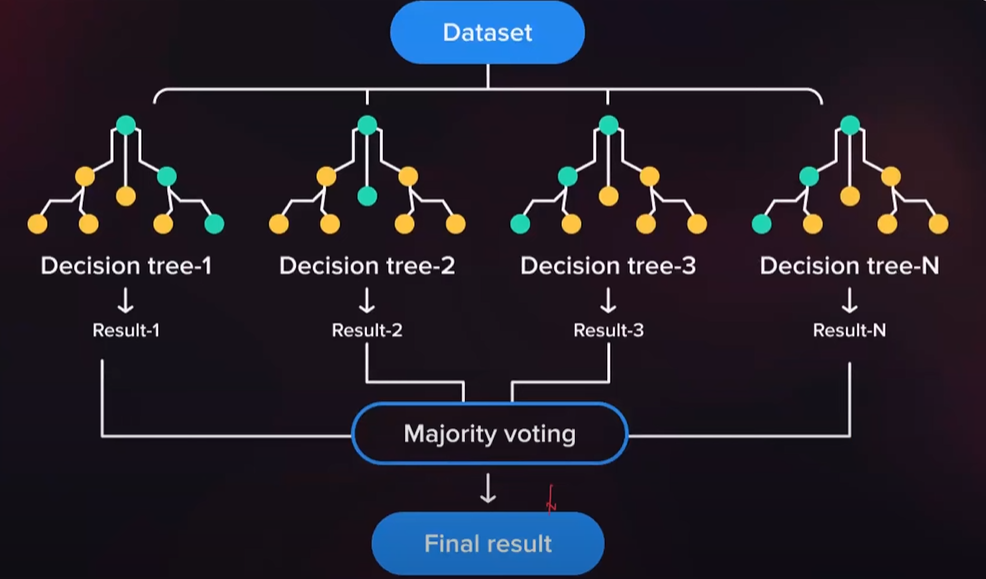 Dataset
Decision tree-1
Decision tree-2
Decision tree-3
Decision tree-N
Result-1
Result-2
Result-3
Result-N
Majority voting
Final result